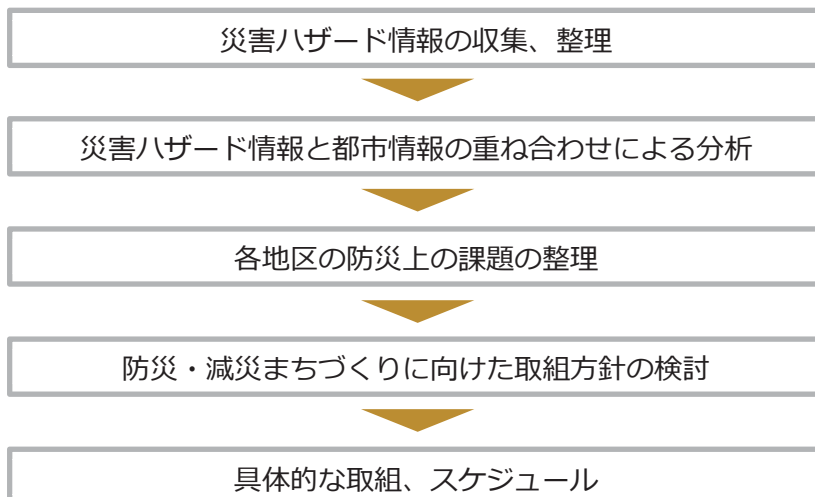 災害ハザード情報の収集、整理
災害ハザード情報と都市情報の重ね合わせによる分析
各地区の防災上の課題の整理
防災・減災まちづくりに向けた取組方針の検討
具体的な取組、スケジュール